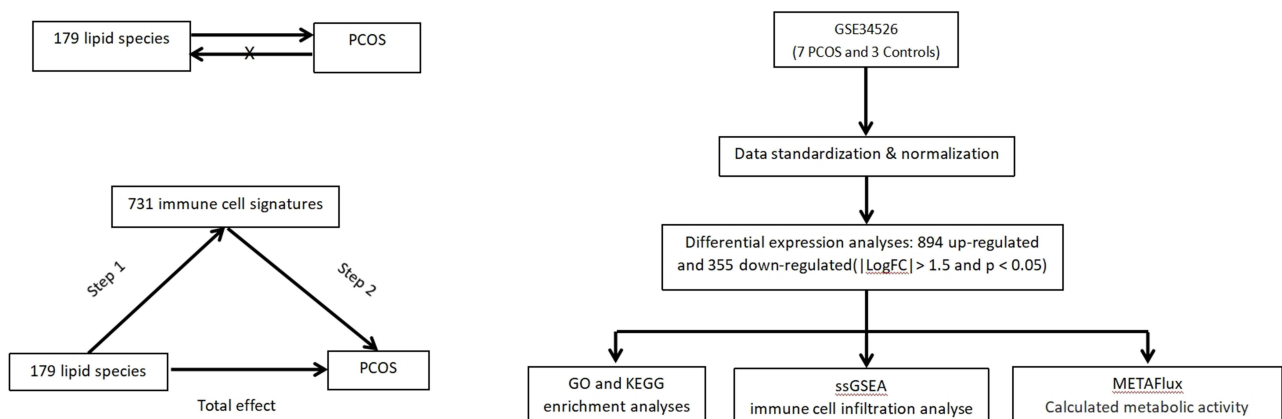 179 lipid species
PCOS
X
731 immune cell signatures
Step 1
Step 2
179 lipid species
PCOS
Total effect
GSE34526
(7 PCOS and 3 Controls)
Data standardization & normalization
Differential expression analyses: 894 up-regulated
and 355 down-regulated(|LogFC|> 1.5 and p < 0.05)
GO and KEGG
enrichment analyses
ssGSEA
immune cell infiltration analyse
METAFlux
Calculated metabolic activity